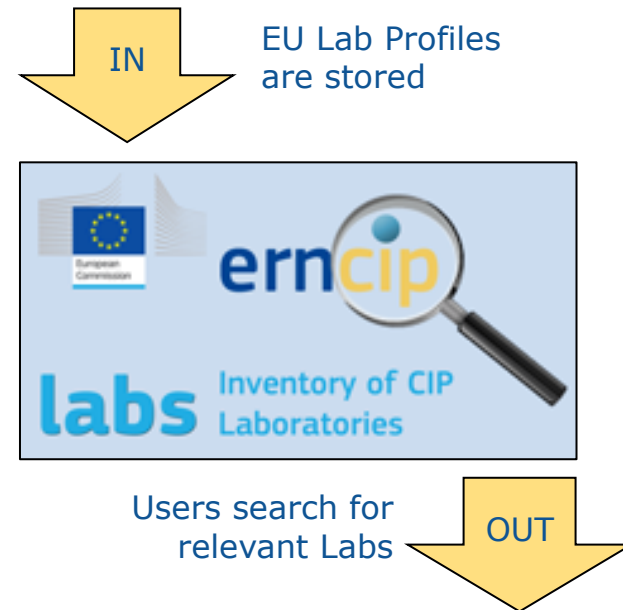 IN
EU Lab Profiles
are stored
European
Commission
erncip
labs
Inventory of CIP
Laboratories
Users search for
relevant Labs
OUT